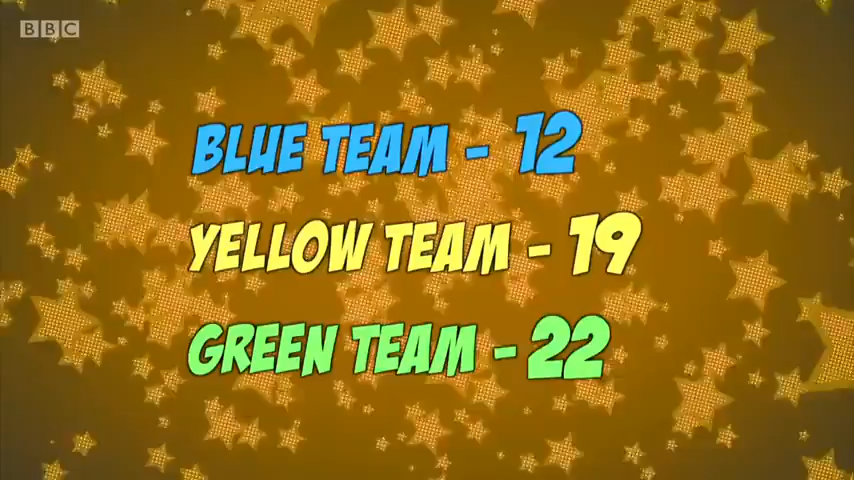 BBC
BLUE TEAM - 12
YELLOW TEAM - 19
GREEN TEAM - 22